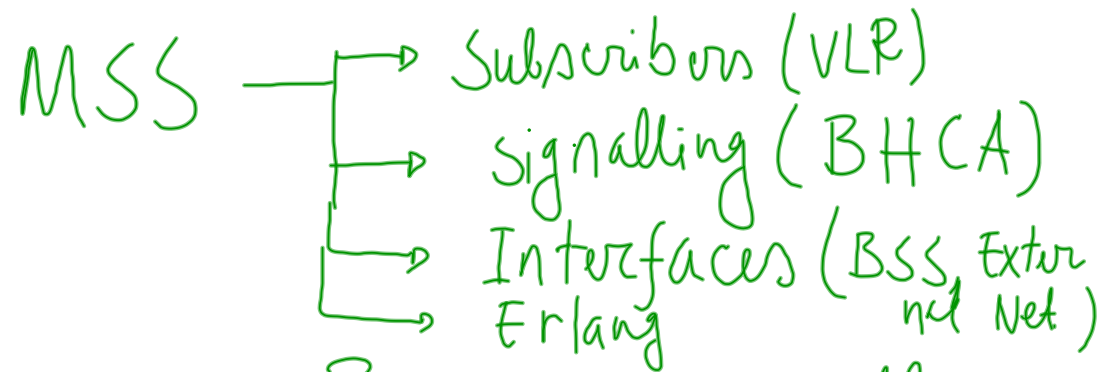 MSS
Subscribers (VLR)
signalling (BHCA)
Interfaces (BSS, Exter
nal Net)
Erlang